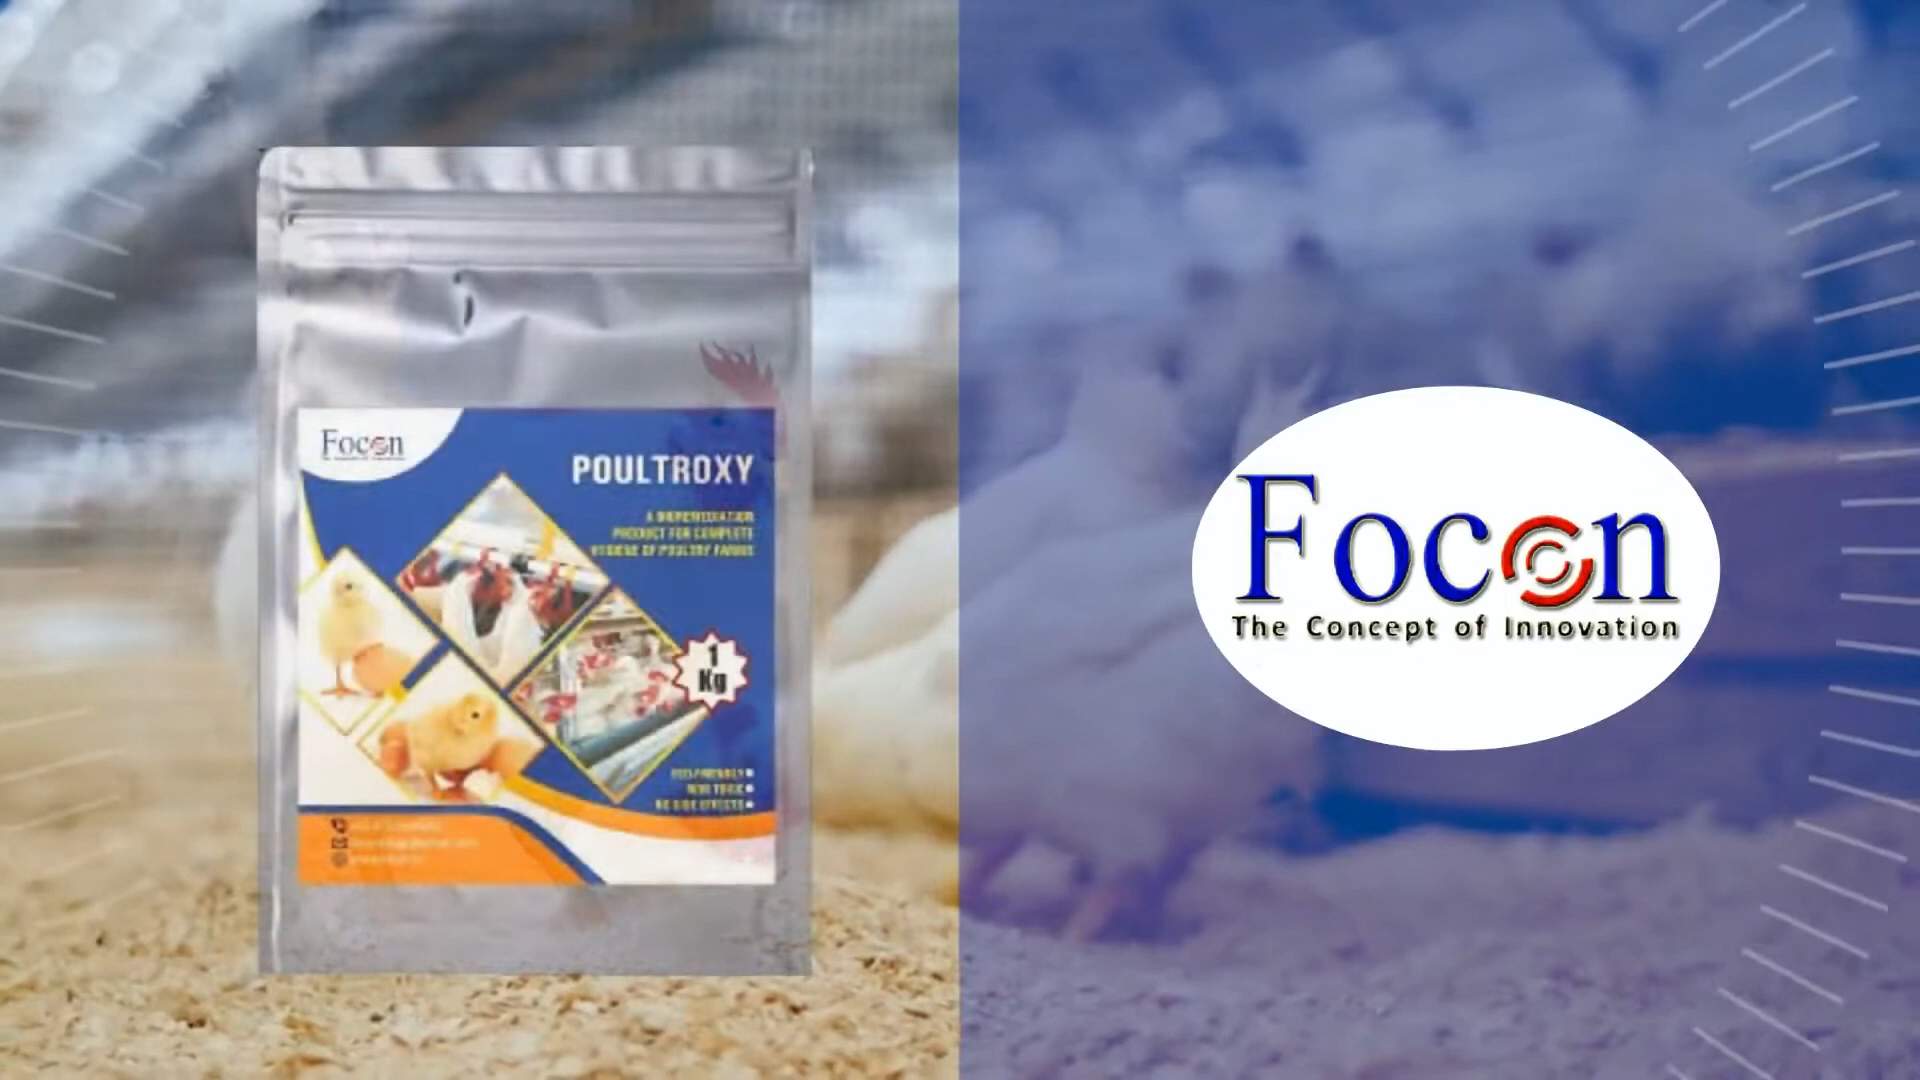 Focon
POULTROXY
A BIOREMEDIATION
PRODUCT FOR COMPLETE
HYGIENE OF POULTRY FARMS
1
Kg
ECO-FRIENDLY
NON TOXIC
NO SIDE EFFECTS
Focon
The Concept of Innovation